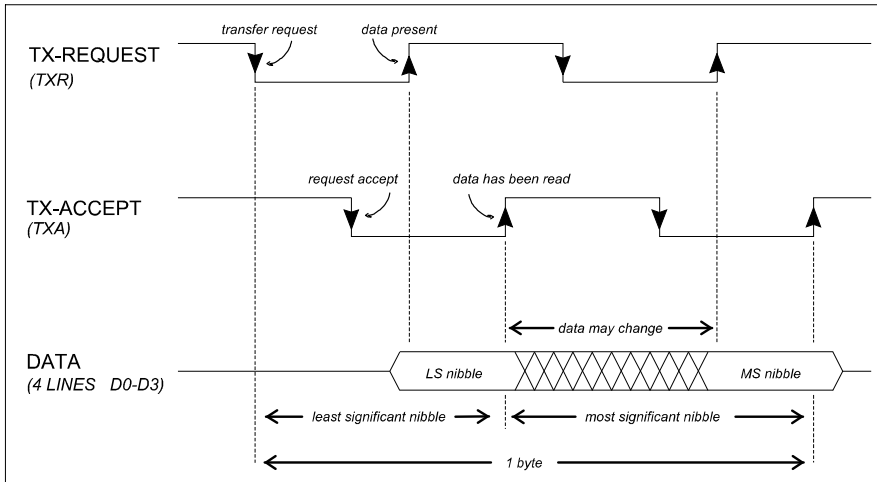 transfer request
data present
TX-REQUEST
(TXR)
request accept
data has been read
TX-ACCEPT
(TXA)
data may change
DATA
(4 LINES D0-D3)
LS nibble
MS nibble
least significant nibble
most significant nibble
1 byte